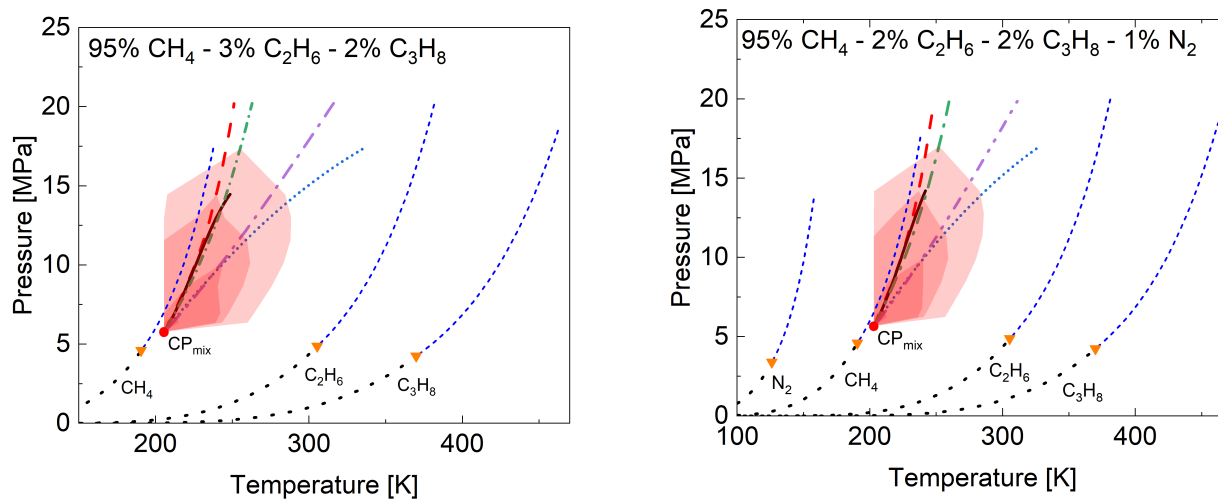 95% CH₄ - 3% C₂H₆ - 2% C₃H₈
Pressure [MPa]
25
20
15
10
5
0
CP_mix
CH₄
C₂H₆
C₃H₈
200
300
400
Temperature [K]
95% CH₄ - 2% C₂H₆ - 2% C₃H₈ - 1% N₂
Pressure [MPa]
25
20
15
10
5
0
CP_mix
N₂
CH₄
C₂H₆
C₃H₈
100
200
300
400
Temperature [K]